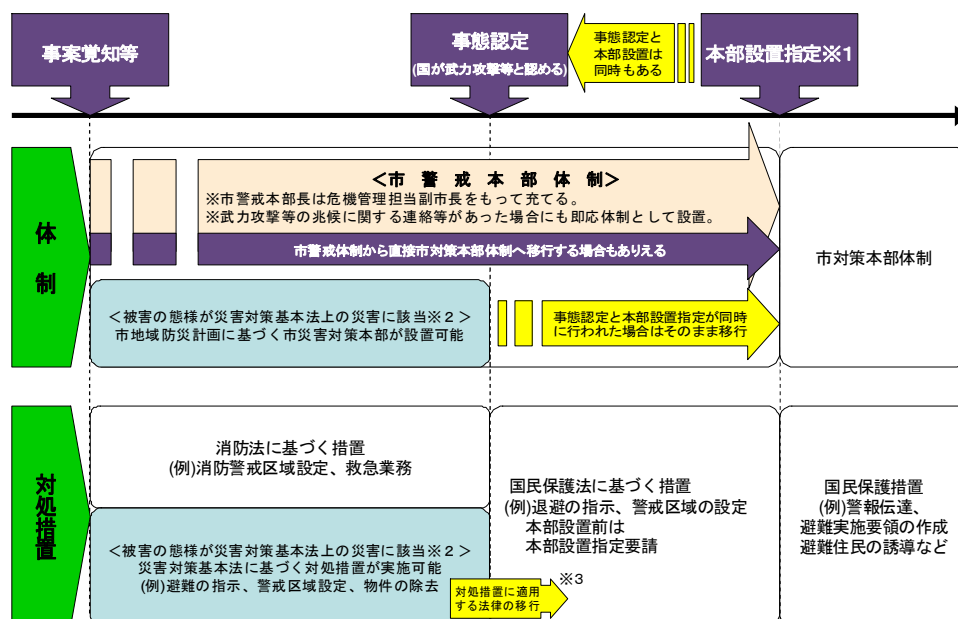 事案覚知等
事態認定
(国が武力攻撃等と認める)
事態認定と
本部設置は
同時もある
本部設置指定※1
体
制
＜市 警 戒 本 部 体 制＞
※市警戒本部長は危機管理担当副市長をもって充てる。
※武力攻撃等の兆候に関する連絡等があった場合にも即応体制として設置。
市警戒体制から直接市対策本部体制へ移行する場合もありえる
市対策本部体制
＜被害の態様が災害対策基本法上の災害に該当※２＞
市地域防災計画に基づく市災害対策本部が設置可能
事態認定と本部設置指定が同時
に行われた場合はそのまま移行
対処措置
消防法に基づく措置
(例)消防警戒区域設定、救急業務
＜被害の態様が災害対策基本法上の災害に該当※２＞
災害対策基本法に基づく対処措置が実施可能
(例)避難の指示、警戒区域設定、物件の除去
国民保護法に基づく措置
(例)退避の指示、警戒区域の設定
本部設置前は
本部設置指定要請
対処措置に適用
する法律の移行
※3
国民保護措置
(例)警報伝達、
避難実施要領の作成
避難住民の誘導など